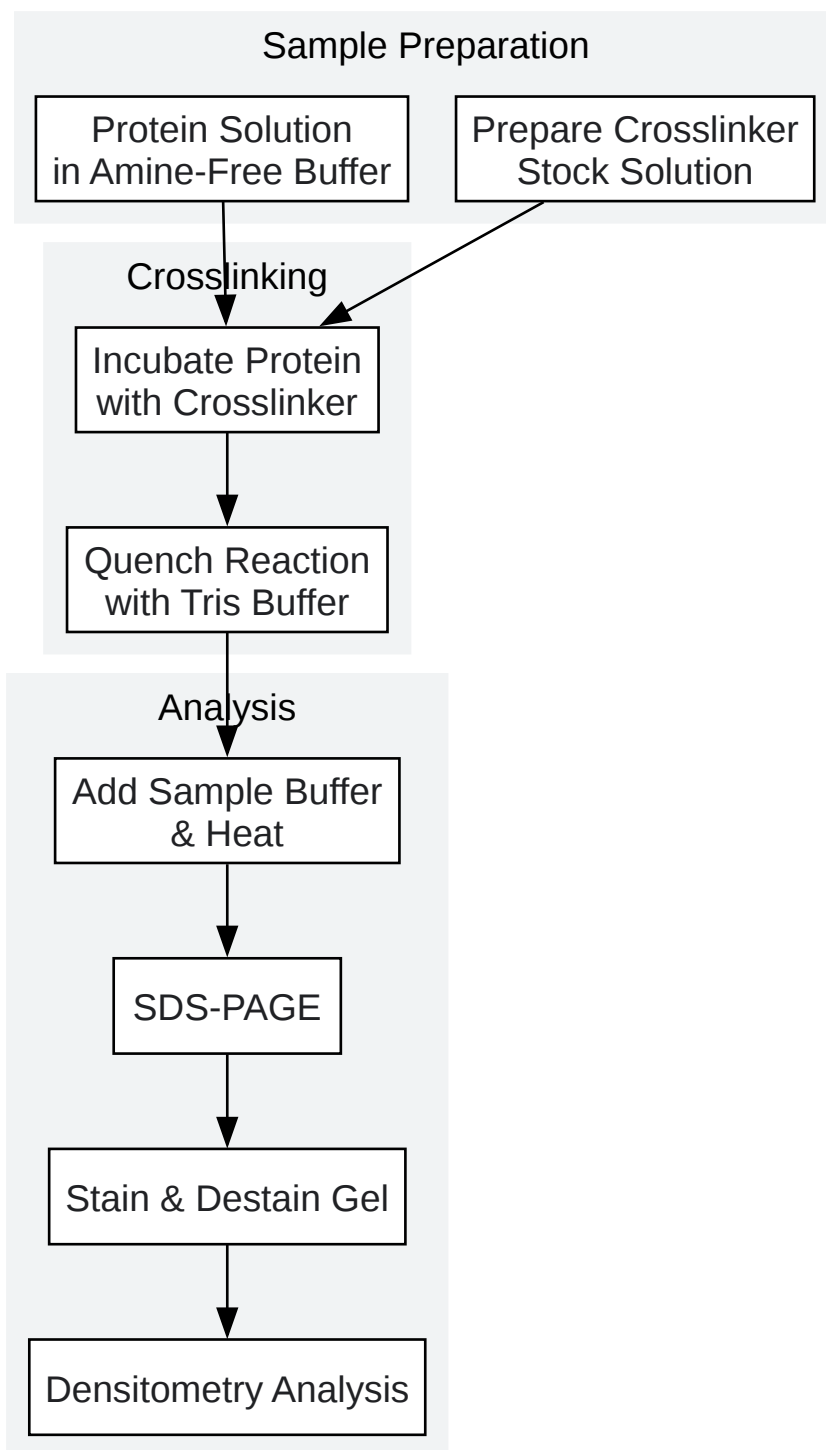 Sample Preparation
Protein Solution
in Amine-Free Buffer
Prepare Crosslinker
Stock Solution
Crosslinking
Incubate Protein
with Crosslinker
Quench Reaction
with Tris Buffer
Analysis
Add Sample Buffer
& Heat
SDS-PAGE
Stain & Destain Gel
Densitometry Analysis